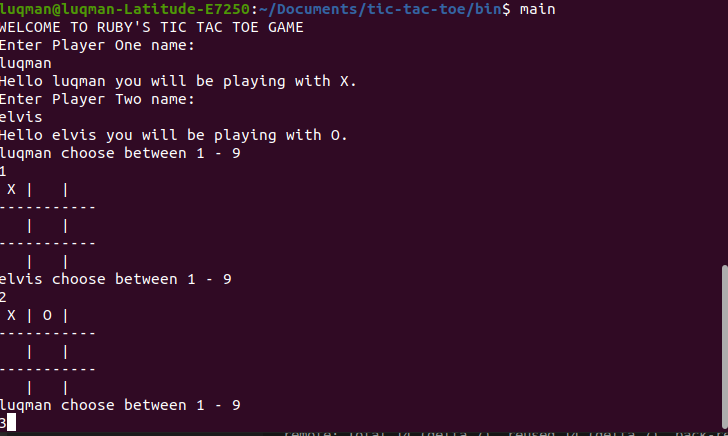 luqman@luqman-Latitude-E7250:~/Documents/tic-tac-toe/bin$ main
WELCOME TO RUBY'S TIC TAC TOE GAME
Enter Player One name:
luqman
Hello luqman you will be playing with X.
Enter Player Two name:
elvis
Hello elvis you will be playing with O.
luqman choose between 1 - 9
1
 X |   |
-----------
   |   |
-----------
   |   |
elvis choose between 1 - 9
2
 X | O |
-----------
   |   |
-----------
   |   |
luqman choose between 1 - 9
3